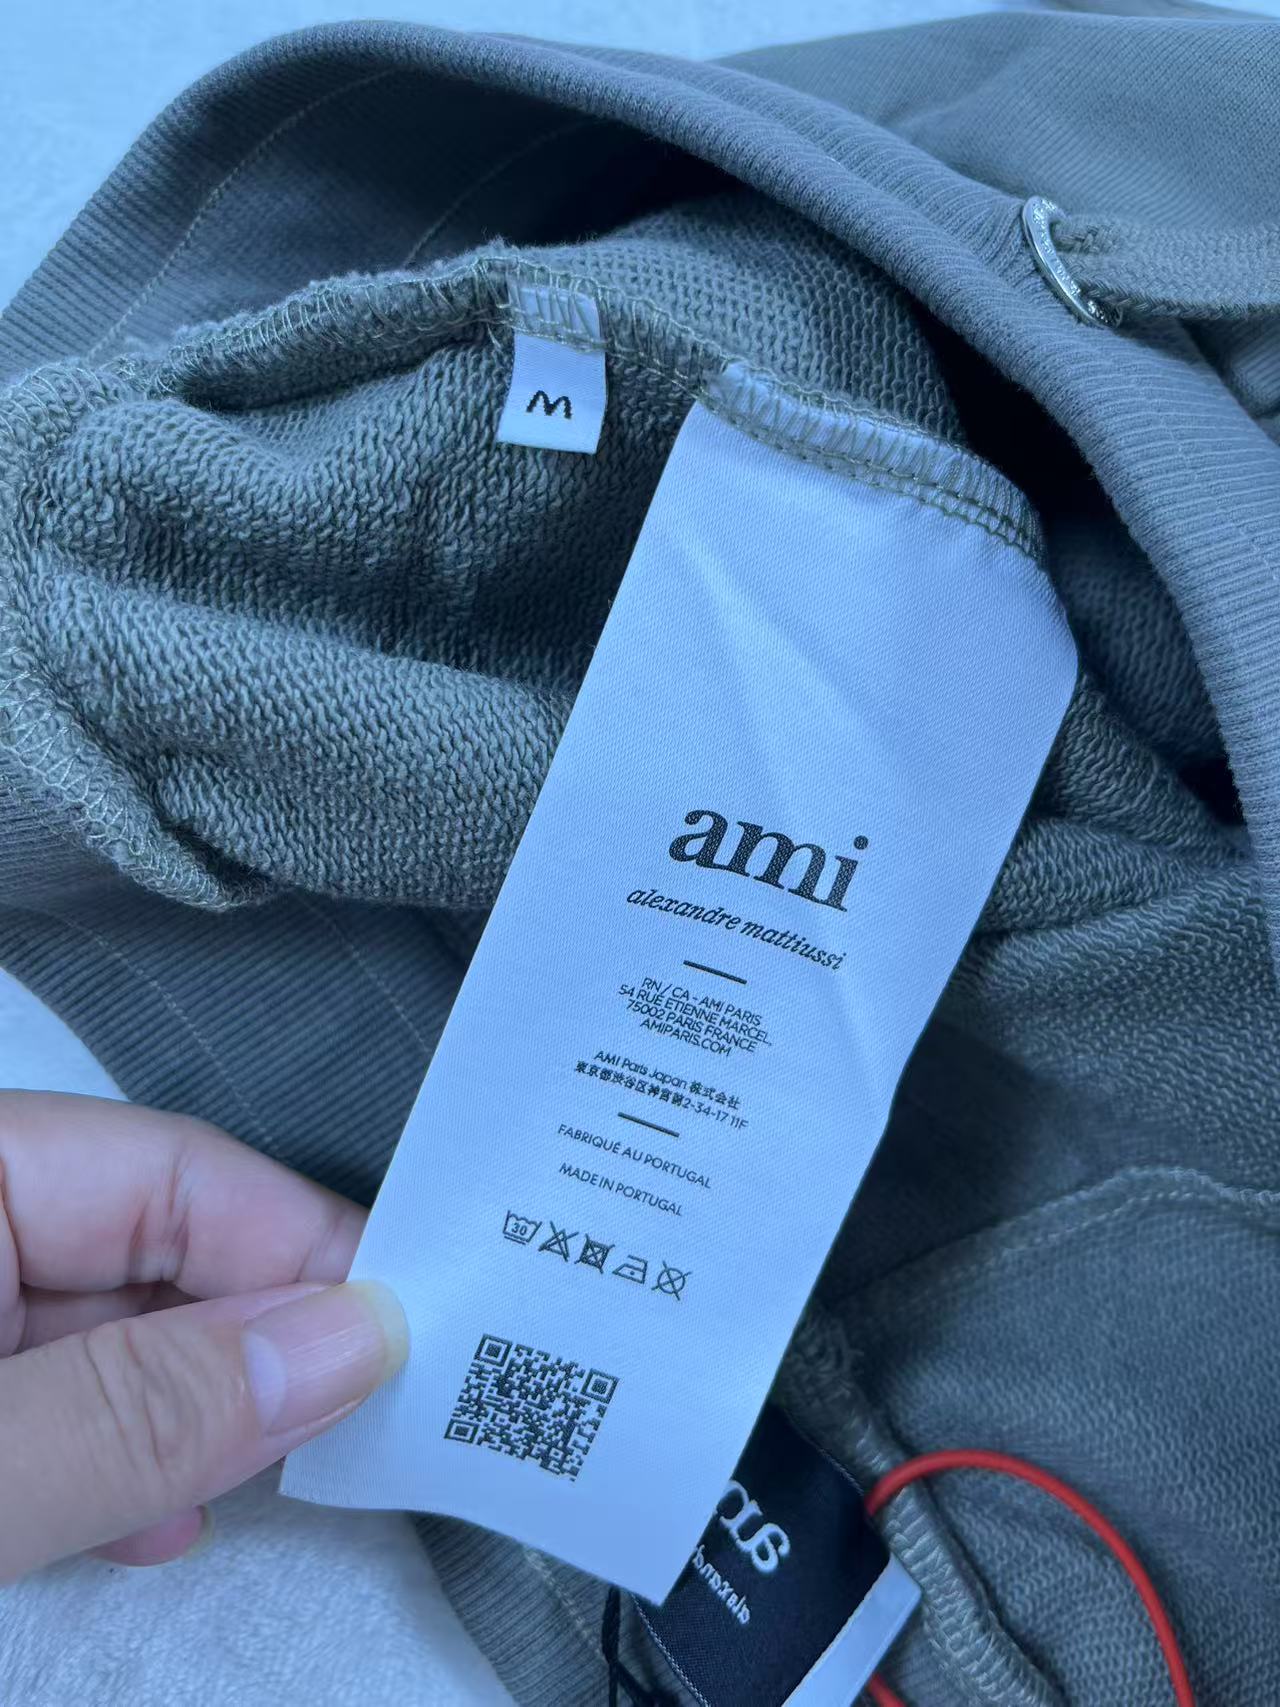 M
ami
alexandre mattiussi
RN / CA - AMI PARIS
54 RUE ETIENNE MARCEL,
75002 PARIS FRANCE
AMIPARIS.COM
AMI Paris Japan 株式会社
東京都渋谷区神宮前2-34-17 11F
FABRIQUÉ AU PORTUGAL
MADE IN PORTUGAL
30